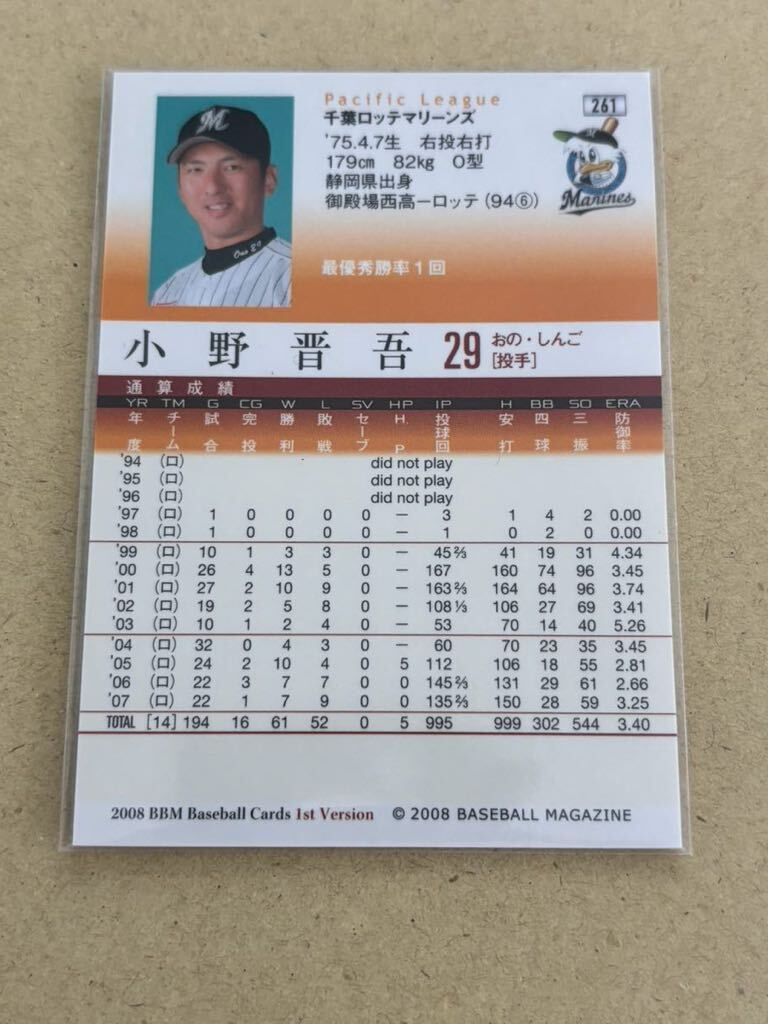 Pacific League
261
千葉ロッテマリーンズ
'75.4.7生 右投右打
179cm 82kg O型
静岡県出身
御殿場西高ーロッテ(94⑥)
M
Marines
Ono 29
最優秀勝率1回
小野晋吾 29 おの・しんご
[投手]
通算成績
YR TM G CG W L SV HP IP H BB SO ERA
年度 チーム 試合 完投 勝利 敗戦 セーブ H.P 投球回 安打 四球 三振 防御率
'94 (ロ) did not play
'95 (ロ) did not play
'96 (ロ) did not play
'97 (ロ) 1 0 0 0 0 − 3 1 4 2 0.00
'98 (ロ) 1 0 0 0 0 − 1 0 2 0 0.00
'99 (ロ) 10 1 3 3 0 − 45⅔ 41 19 31 4.34
'00 (ロ) 26 4 13 5 0 − 167 160 74 96 3.45
'01 (ロ) 27 2 10 9 0 − 163⅔ 164 64 96 3.74
'02 (ロ) 19 2 5 8 0 − 108⅓ 106 27 69 3.41
'03 (ロ) 10 1 2 4 0 − 53 70 14 40 5.26
'04 (ロ) 32 0 4 3 0 − 60 70 23 35 3.45
'05 (ロ) 24 2 10 4 0 5 112 106 18 55 2.81
'06 (ロ) 22 3 7 7 0 0 145⅔ 131 29 61 2.66
'07 (ロ) 22 1 7 9 0 0 135⅔ 150 28 59 3.25
TOTAL [14] 194 16 61 52 0 5 995 999 302 544 3.40
2008 BBM Baseball Cards 1st Version © 2008 BASEBALL MAGAZINE